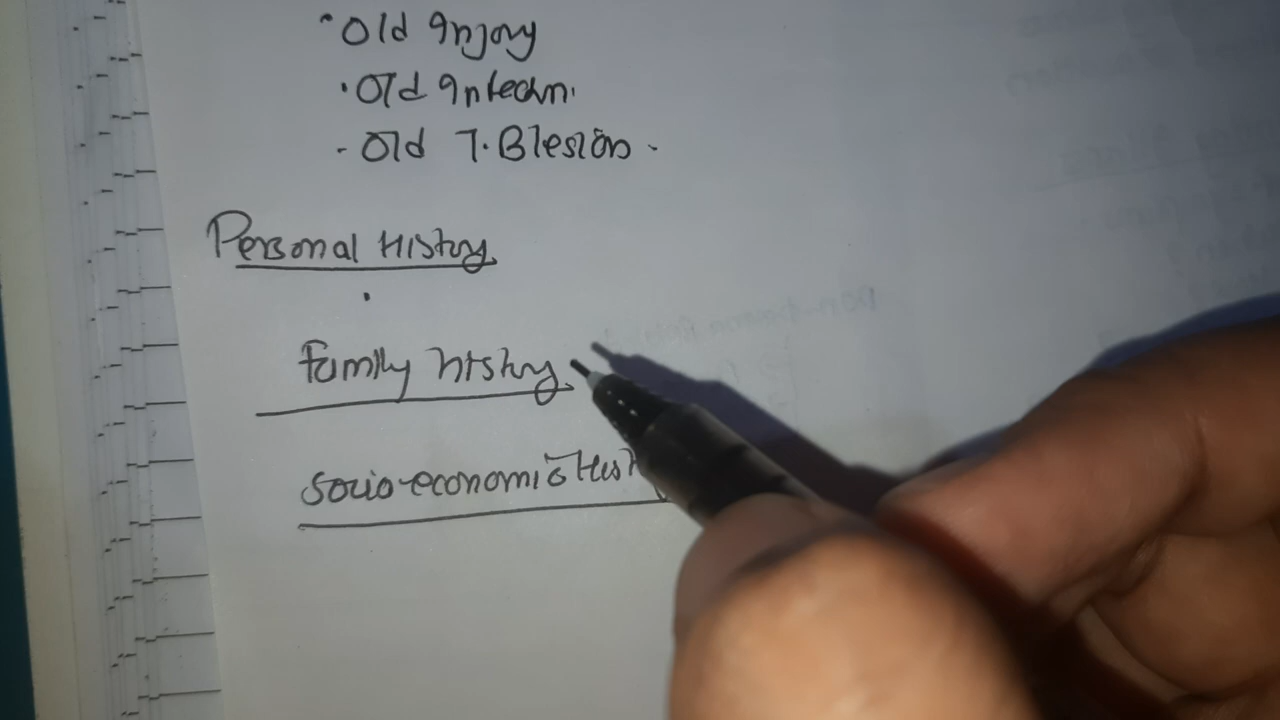 • Old Injury
• Old Infectn.
- Old T.B lesion -
Personal History
Family history
Socio-economic Hist